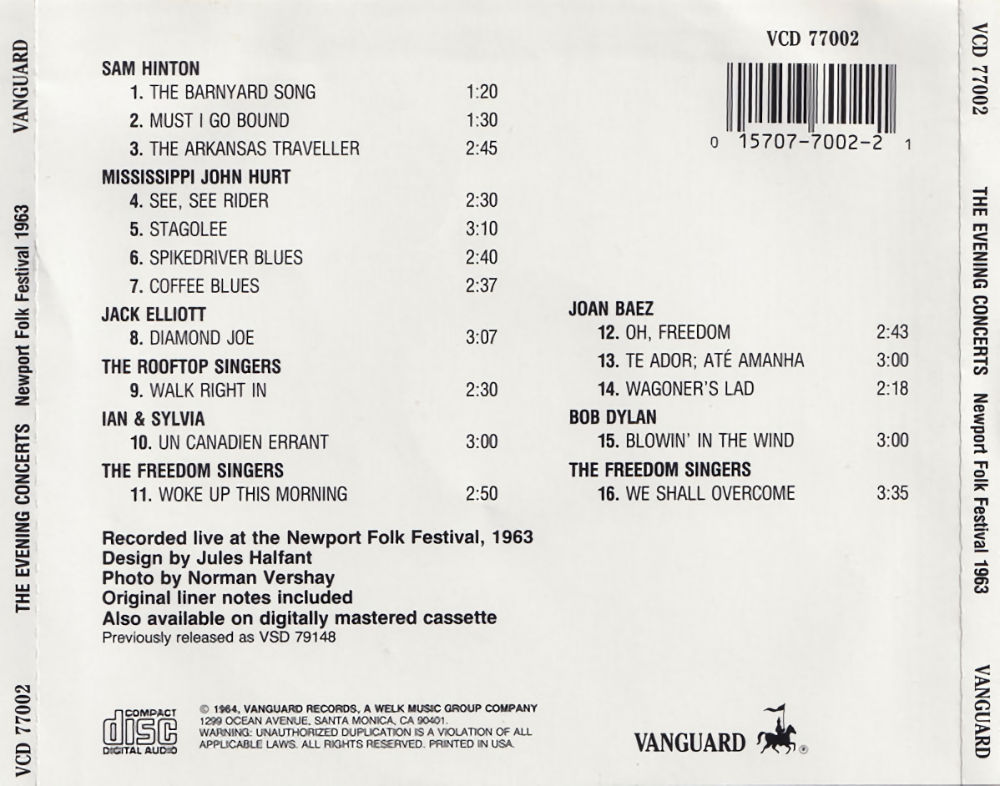 VCD 77002
SAM HINTON
1. THE BARNYARD SONG 1:20
2. MUST I GO BOUND 1:30
3. THE ARKANSAS TRAVELLER 2:45
MISSISSIPPI JOHN HURT
4. SEE, SEE RIDER 2:30
5. STAGOLEE 3:10
6. SPIKEDRIVER BLUES 2:40
7. COFFEE BLUES 2:37
JACK ELLIOTT
8. DIAMOND JOE 3:07
THE ROOFTOP SINGERS
9. WALK RIGHT IN 2:30
IAN & SYLVIA
10. UN CANADIEN ERRANT 3:00
THE FREEDOM SINGERS
11. WOKE UP THIS MORNING 2:50
0 15707-7002-2 1
JOAN BAEZ
12. OH, FREEDOM 2:43
13. TE ADOR; ATÉ AMANHA 3:00
14. WAGONER'S LAD 2:18
BOB DYLAN
15. BLOWIN' IN THE WIND 3:00
THE FREEDOM SINGERS
16. WE SHALL OVERCOME 3:35
Recorded live at the Newport Folk Festival, 1963
Design by Jules Halfant
Photo by Norman Vershay
Original liner notes included
Also available on digitally mastered cassette
Previously released as VSD 79148
COMPACT
disc
DIGITAL AUDIO
© 1964, VANGUARD RECORDS, A WELK MUSIC GROUP COMPANY
1299 OCEAN AVENUE, SANTA MONICA, CA 90401.
WARNING: UNAUTHORIZED DUPLICATION IS A VIOLATION OF ALL
APPLICABLE LAWS. ALL RIGHTS RESERVED. PRINTED IN USA.
VANGUARD ®
VCD 77002 THE EVENING CONCERTS Newport Folk Festival 1963 VANGUARD
VCD 77002 THE EVENING CONCERTS Newport Folk Festival 1963 VANGUARD